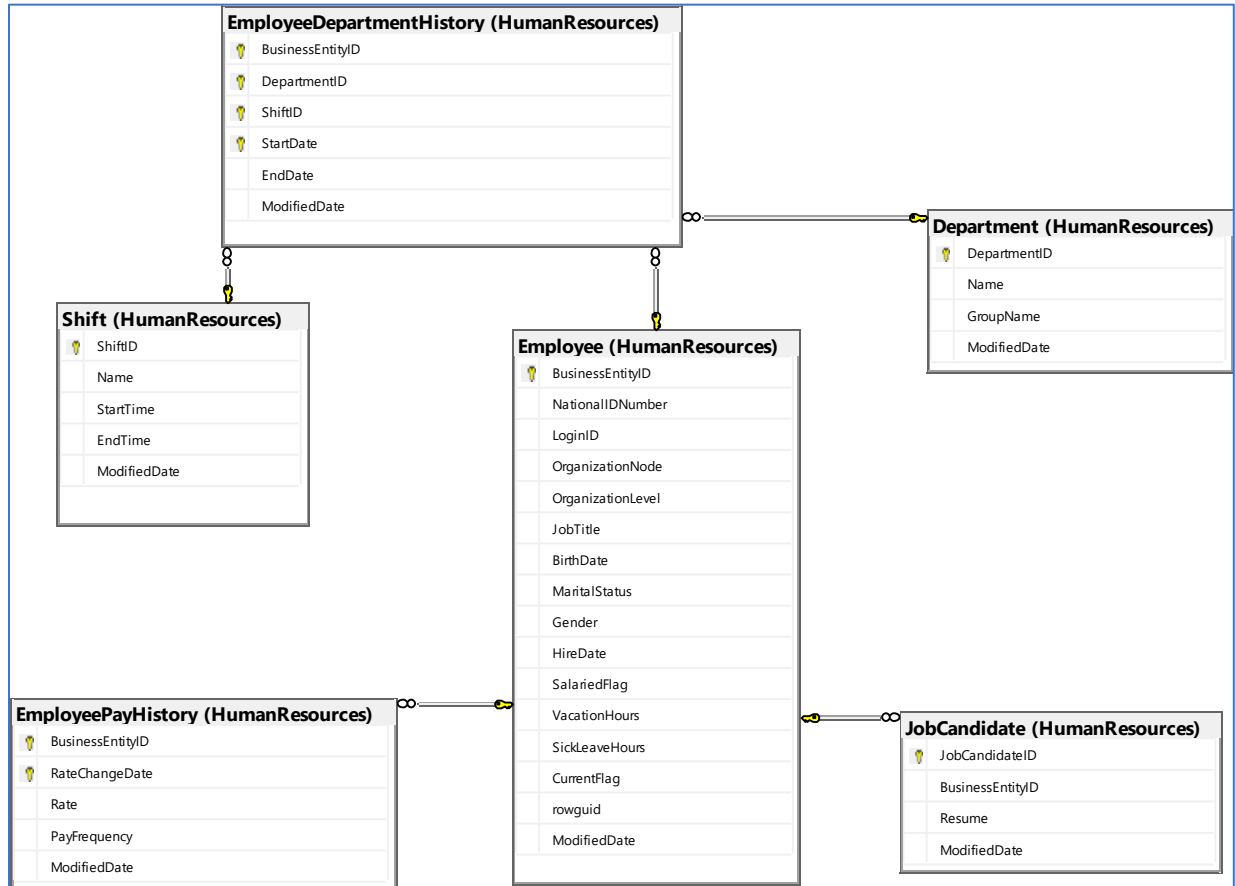 EmployeeDepartmentHistory (HumanResources)
BusinessEntityID
DepartmentID
ShiftID
StartDate
EndDate
ModifiedDate
Department (HumanResources)
DepartmentID
Name
GroupName
ModifiedDate
Shift (HumanResources)
ShiftID
Name
StartTime
EndTime
ModifiedDate
Employee (HumanResources)
BusinessEntityID
NationalIDNumber
LoginID
OrganizationNode
OrganizationLevel
JobTitle
BirthDate
MaritalStatus
Gender
HireDate
SalariedFlag
VacationHours
SickLeaveHours
CurrentFlag
rowguid
ModifiedDate
EmployeePayHistory (HumanResources)
BusinessEntityID
RateChangeDate
Rate
PayFrequency
ModifiedDate
JobCandidate (HumanResources)
JobCandidateID
BusinessEntityID
Resume
ModifiedDate